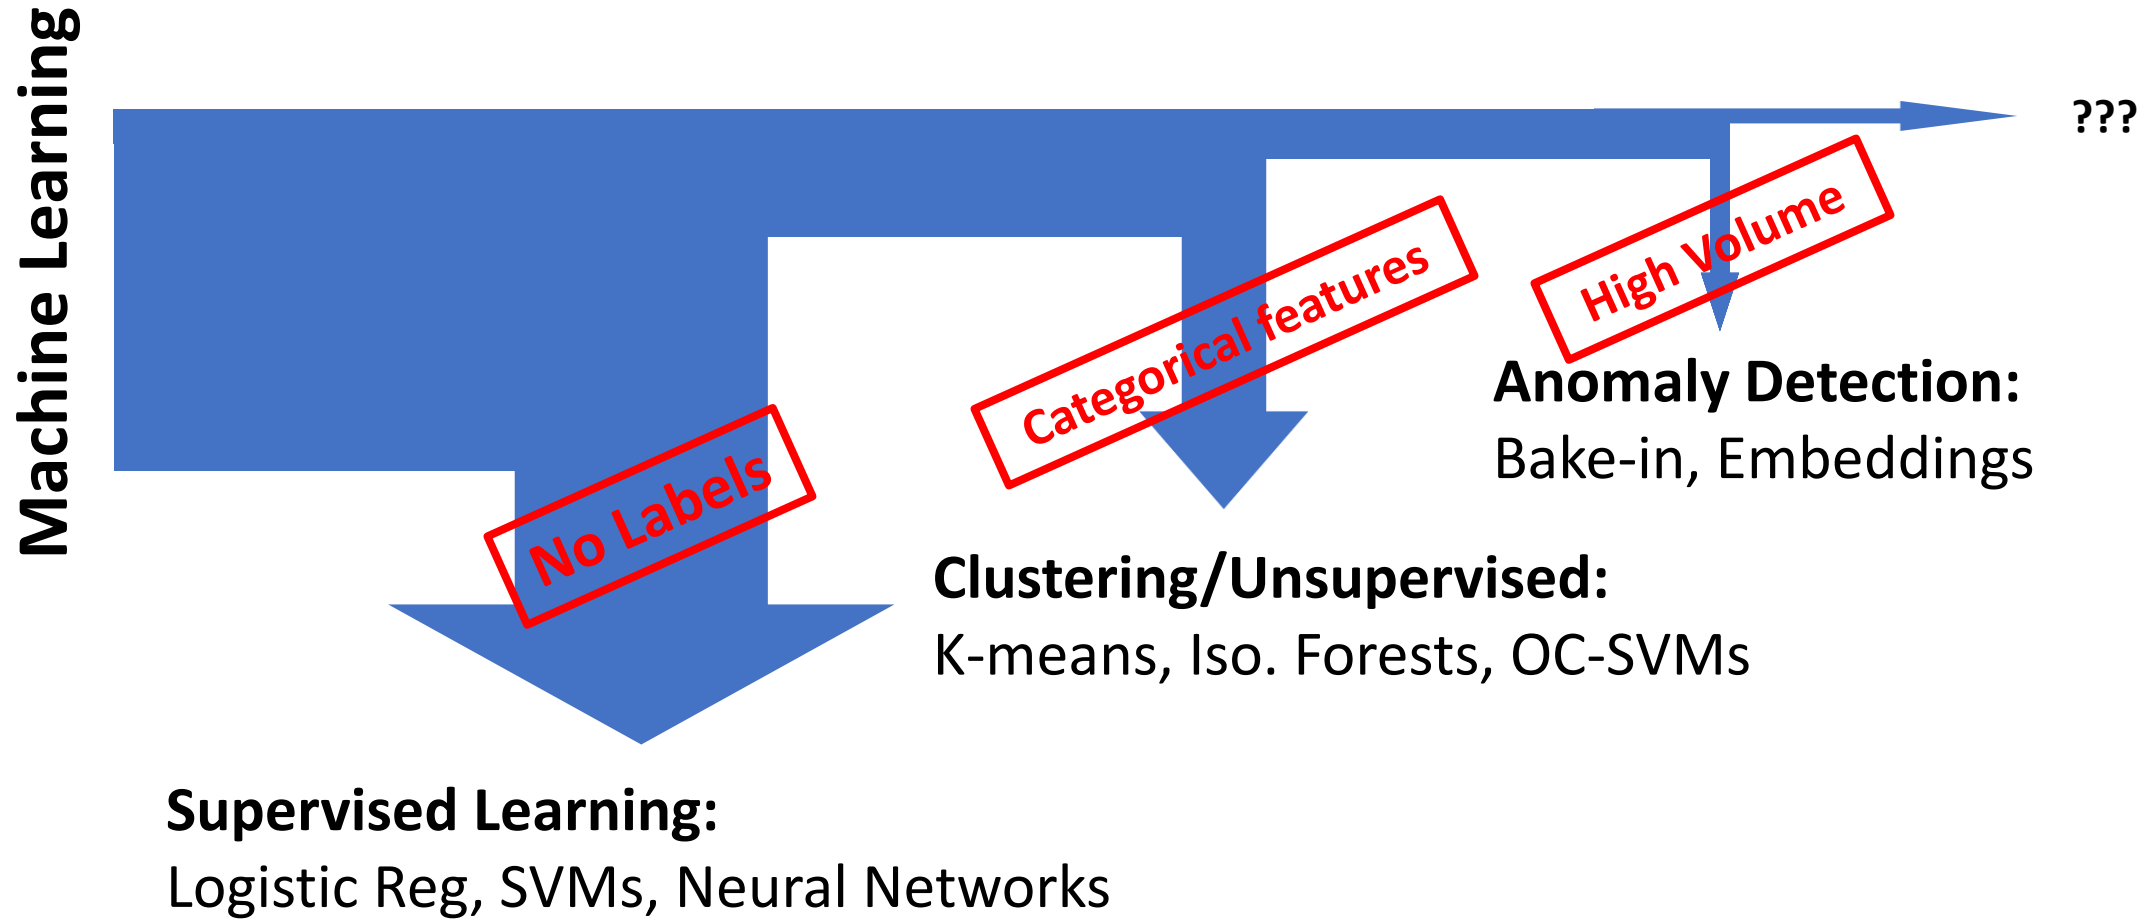 Machine Learning
???
High Volume
Categorical features
No Labels
Anomaly Detection:
Bake-in, Embeddings
Clustering/Unsupervised:
K-means, Iso. Forests, OC-SVMs
Supervised Learning:
Logistic Reg, SVMs, Neural Networks